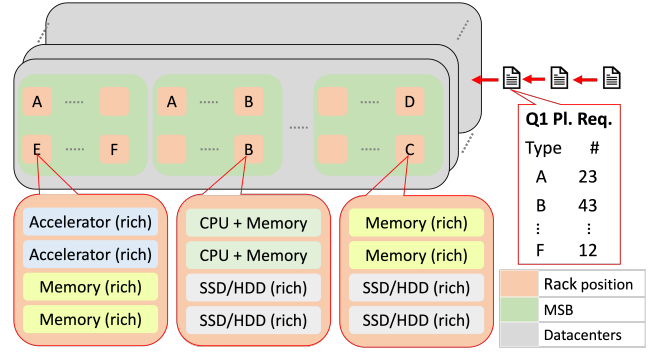 A ..... A ..... B ..... D
E ..... F ..... B ..... C
.....
Q1 Pl. Req.
Type #
A 23
B 43
⋮ ⋮
F 12
Accelerator (rich)
Accelerator (rich)
Memory (rich)
Memory (rich)
CPU + Memory
CPU + Memory
SSD/HDD (rich)
SSD/HDD (rich)
Memory (rich)
Memory (rich)
SSD/HDD (rich)
SSD/HDD (rich)
Rack position
MSB
Datacenters